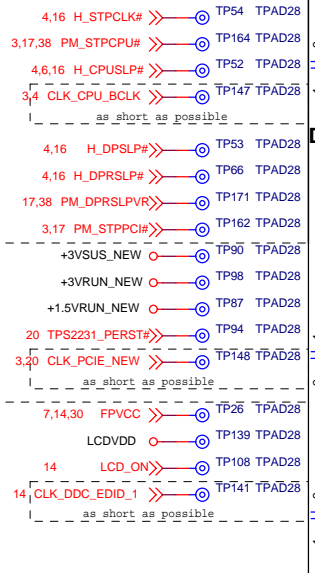 4,16 H_STPCLK# TP54 TPAD28
3,17,38 PM_STPCPU# TP164 TPAD28
4,6,16 H_CPUSLP# TP52 TPAD28
3,4 CLK_CPU_BCLK TP147 TPAD28
as short as possible
4,16 H_DPSLP# TP53 TPAD28
4,16 H_DPRSLP# TP66 TPAD28
17,38 PM_DPRSLPVR TP171 TPAD28
3,17 PM_STPPCI# TP162 TPAD28
+3VSUS_NEW TP90 TPAD28
+3VRUN_NEW TP98 TPAD28
+1.5VRUN_NEW TP87 TPAD28
20 TPS2231_PERST# TP94 TPAD28
3,20 CLK_PCIE_NEW TP148 TPAD28
as short as possible
7,14,30 FPVCC TP26 TPAD28
LCDVDD TP139 TPAD28
14 LCD_ON TP108 TPAD28
14 CLK_DDC_EDID_1 TP141 TPAD28
as short as possible